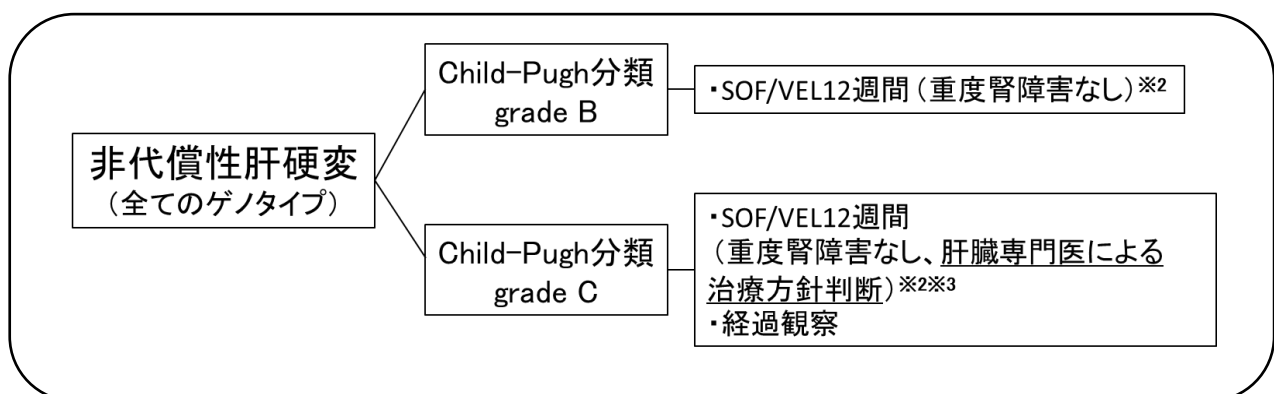 非代償性肝硬変
（全てのゲノタイプ）
Child-Pugh分類
grade B
・SOF/VEL12週間（重度腎障害なし）※2
Child-Pugh分類
grade C
・SOF/VEL12週間
（重度腎障害なし、肝臓専門医による
治療方針判断）※2※3
・経過観察